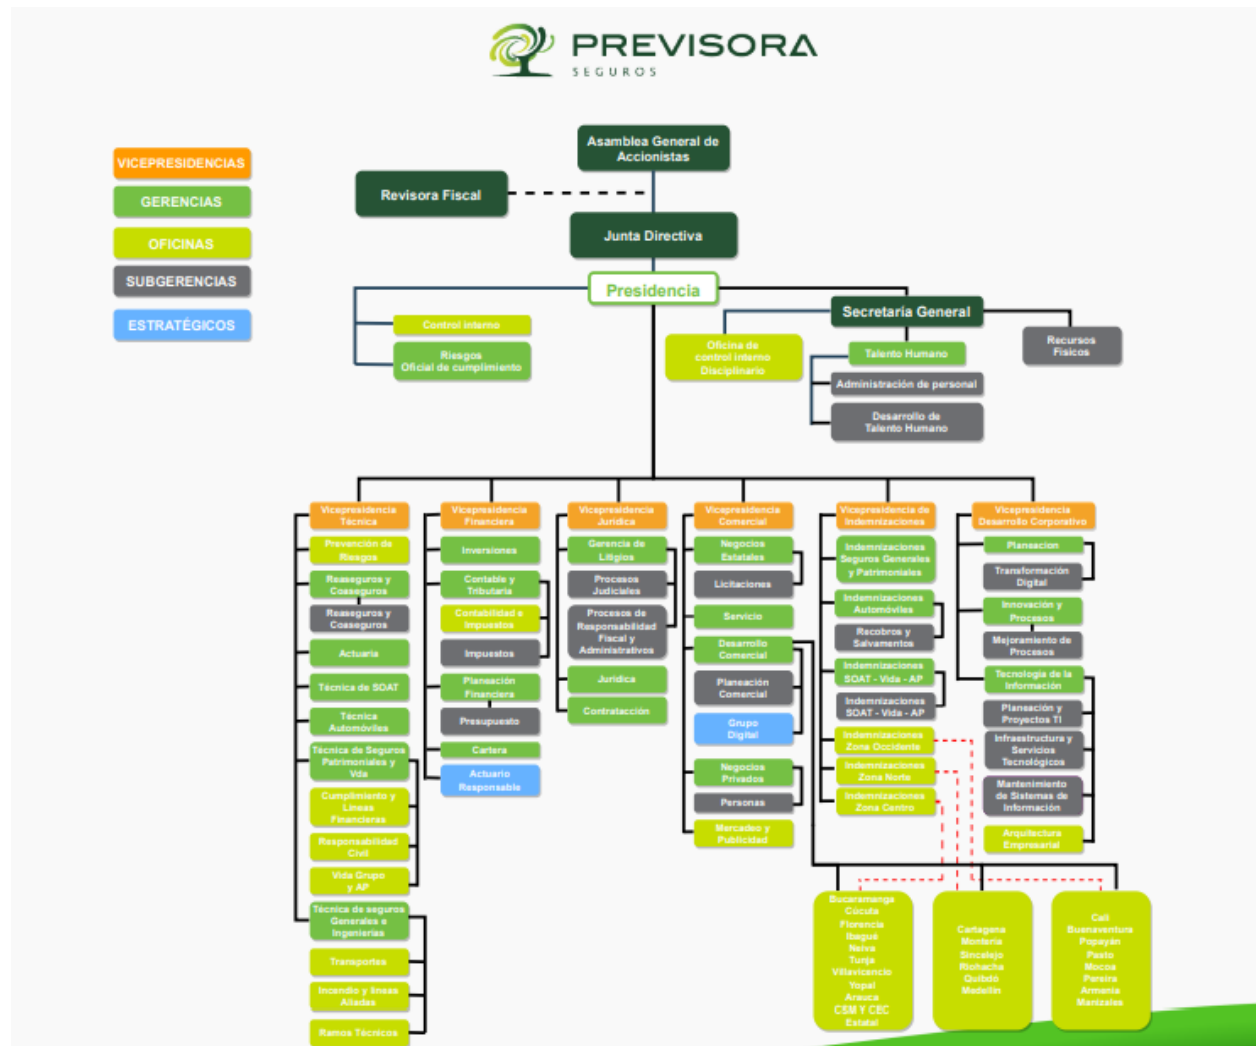 PREVISORA
SEGUROS
Asamblea General de
Accionistas
VICEPRESIDENCIAS
GERENCIAS
OFICINAS
SUBGERENCIAS
ESTRATÉGICOS
Revisora Fiscal
Junta Directiva
Presidencia
Control interno
Riesgos
Oficial de cumplimiento
Secretaría General
Oficina de
control interno
Disciplinario
Talento Humano
Administración de personal
Desarrollo de
Talento Humano
Recursos
Físicos
Vicepresidencia
Técnica
Prevención de
Riesgos
Reaseguros y
Coaseguros
Reaseguros y
Coaseguros
Actuaria
Técnica de SOAT
Técnica
Automóviles
Técnica de Seguros
Patrimoniales y
Vda
Cumplimiento y
Líneas
Financieras
Responsabilidad
Civil
Vida Grupo
y AP
Técnica de seguros
Generales e
Ingenierías
Transportes
Incendio y líneas
Aliadas
Ramos Técnicos
Vicepresidencia
Financiera
Inversiones
Contable y
Tributaria
Contabilidad e
Impuestos
Impuestos
Planeación
Financiera
Presupuesto
Cartera
Actuario
Responsable
Vicepresidencia
Jurídica
Gerencia de
Litigios
Procesos
Judiciales
Procesos de
Responsabilidad
Fiscal y
Administrativos
Jurídica
Contratacción
Vicepresidencia
Comercial
Negocios
Estatales
Licitaciones
Servicio
Desarrollo
Comercial
Planeación
Comercial
Grupo
Digital
Negocios
Privados
Personas
Mercadeo y
Publicidad
Vicepresidencia de
Indemnizaciones
Indemnizaciones
Seguros Generales
y Patrimoniales
Indemnizaciones
Automóviles
Recobros y
Salvamentos
Indemnizaciones
SOAT - Vida - AP
Indemnizaciones
SOAT - Vida - AP
Indemnizaciones
Zona Occidente
Indemnizaciones
Zona Norte
Indemnizaciones
Zona Centro
Vicepresidencia
Desarrollo Corporativo
Planeacion
Transformación
Digital
Innovación y
Procesos
Mejoramiento de
Procesos
Tecnología de la
Información
Planeación y
Proyectos TI
Infraestructura y
Servicios
Tecnológicos
Mantenimiento
de Sistemas de
Información
Arquitectura
Empresarial
Bucaramanga
Cúcuta
Florencia
Ibagué
Neiva
Tunja
Villavicencio
Yopal
Arauca
CSM Y CEC
Estatal
Cartagena
Montería
Sincelejo
Riohacha
Quibdó
Medellín
Cali
Buenaventura
Popayán
Pasto
Mocoa
Pereira
Armenia
Manizales